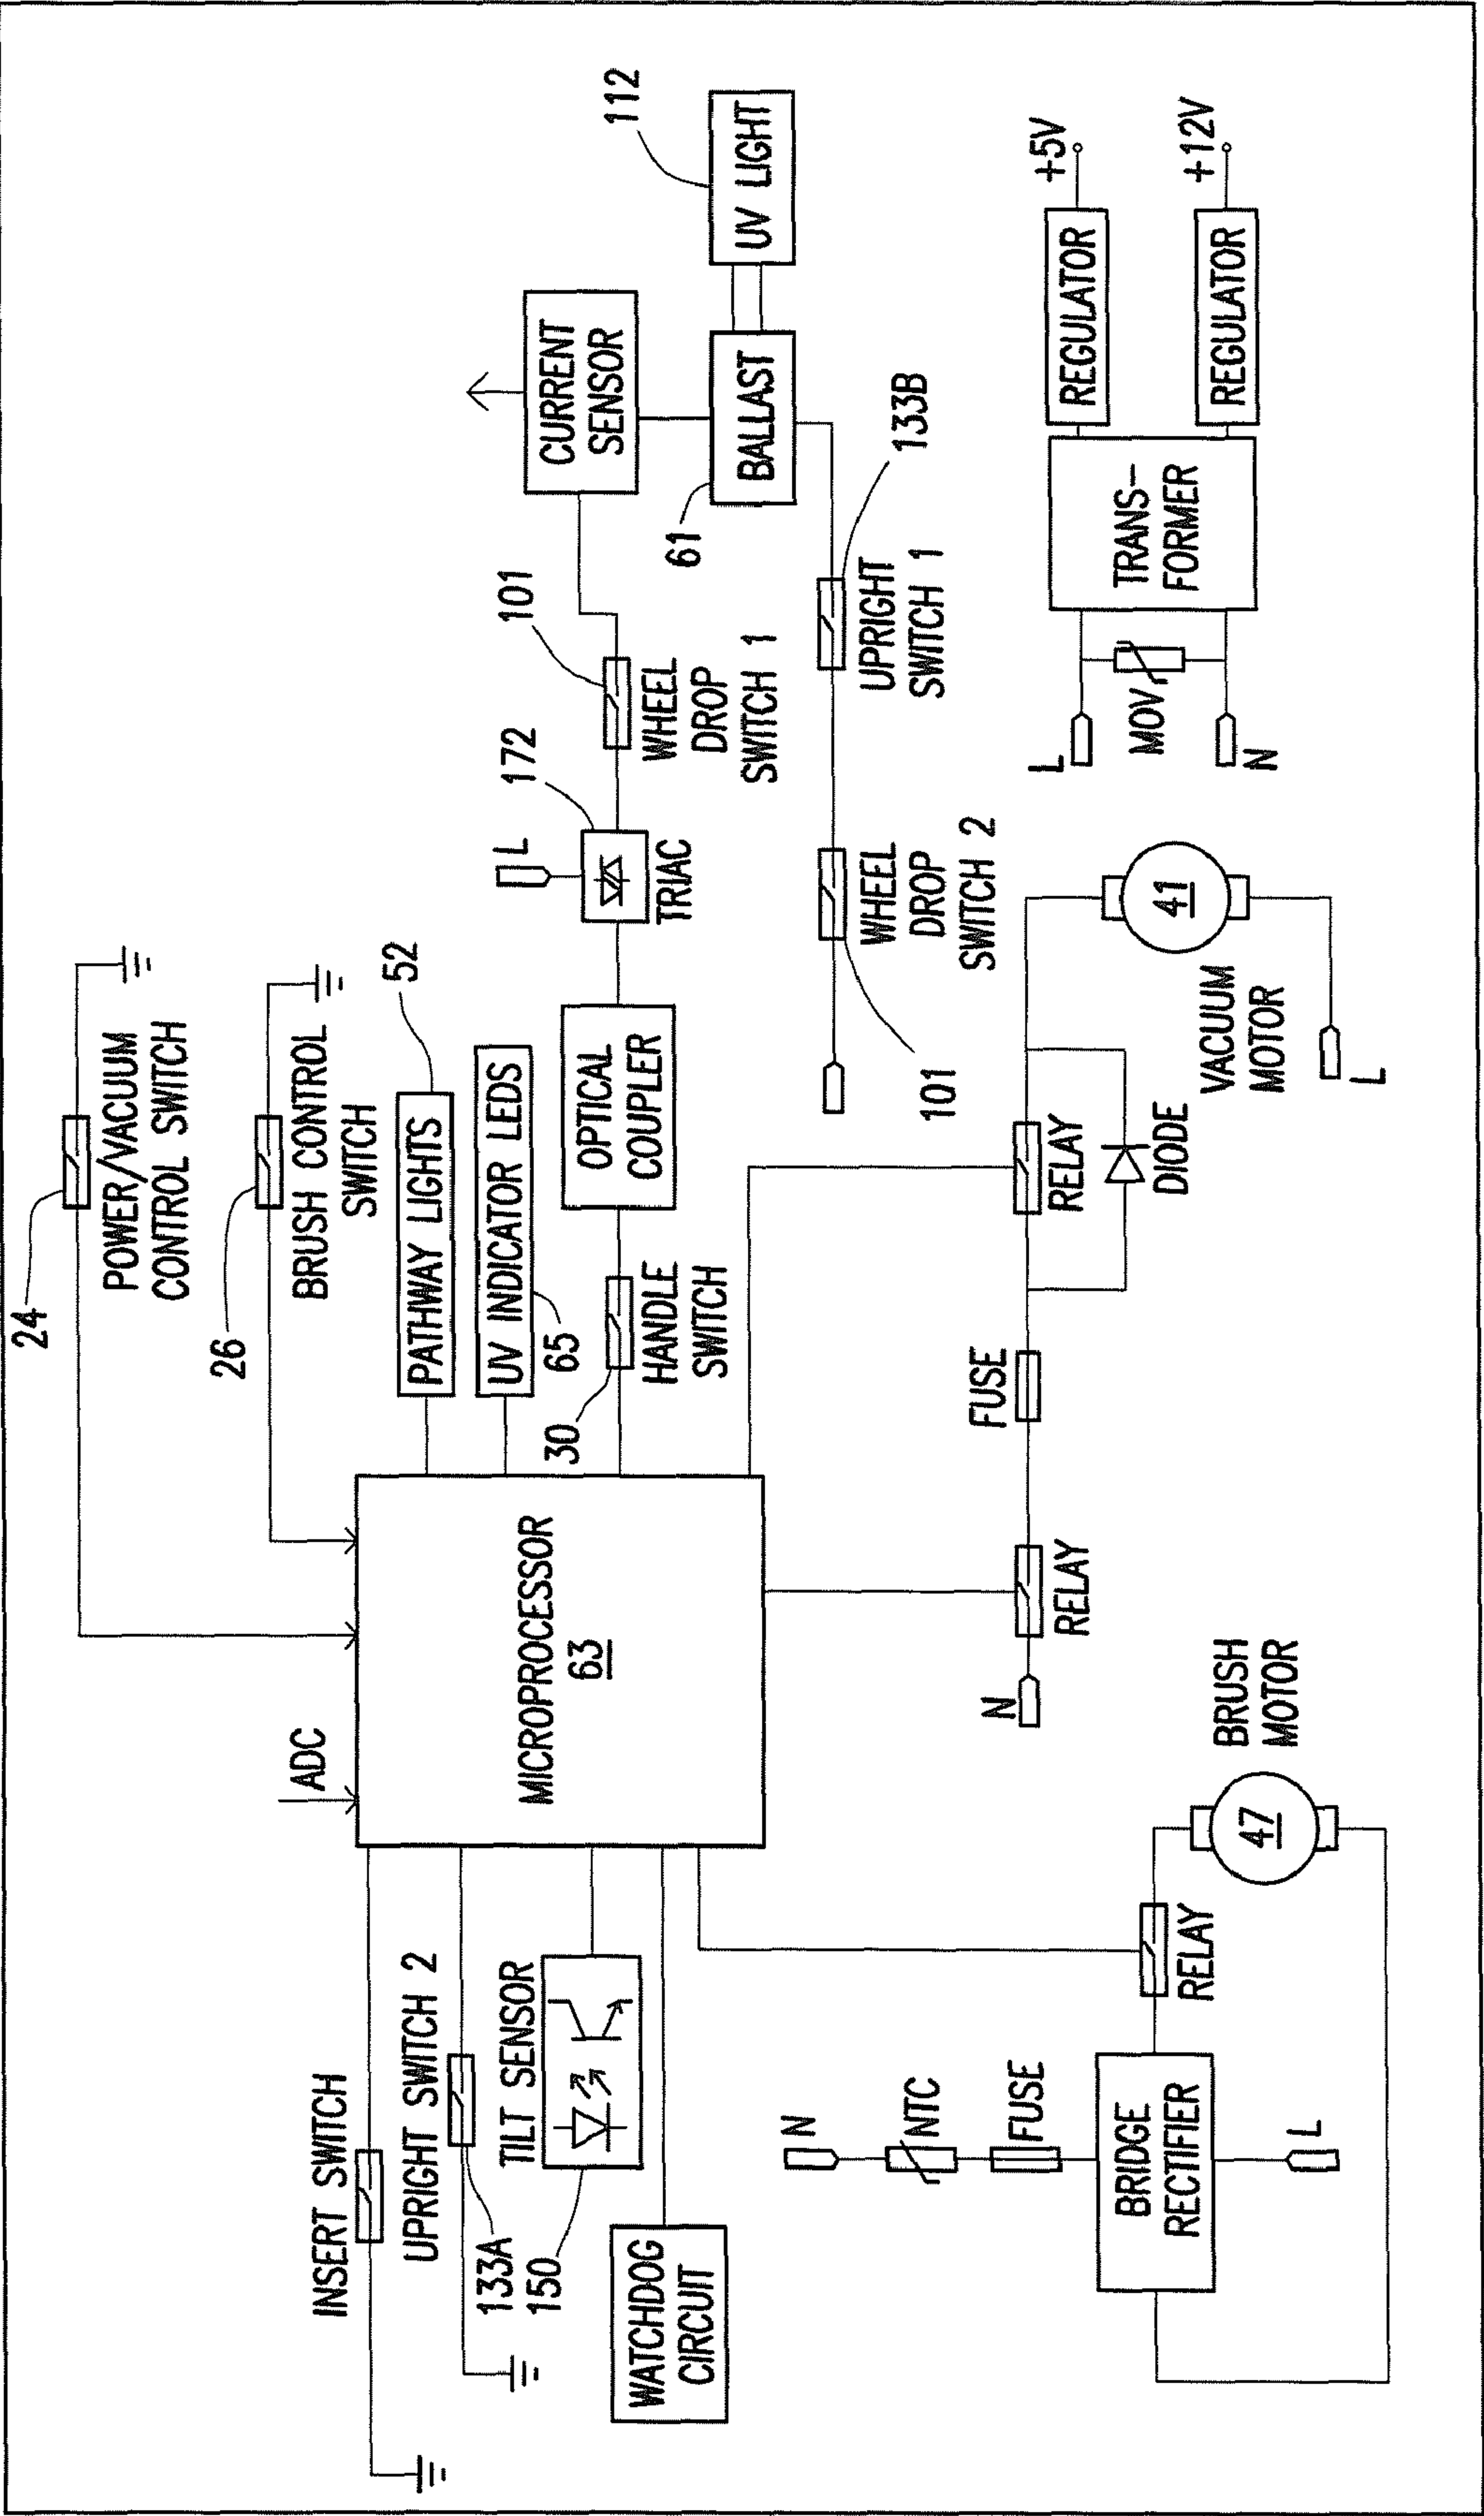 24
POWER/VACUUM
CONTROL SWITCH
26
BRUSH CONTROL
SWITCH
ADC
INSERT SWITCH
UPRIGHT SWITCH 2
133A
TILT SENSOR
150
WATCHDOG
CIRCUIT
MICROPROCESSOR
63
PATHWAY LIGHTS
52
UV INDICATOR LEDS
65
30
HANDLE
SWITCH
OPTICAL
COUPLER
L
172
TRIAC
101
WHEEL
DROP
SWITCH 1
CURRENT
SENSOR
112
UV LIGHT
61
BALLAST
133B
UPRIGHT
SWITCH 1
WHEEL
DROP
SWITCH 2
101
N
NTC
FUSE
BRIDGE
RECTIFIER
L
RELAY
47
BRUSH
MOTOR
N
RELAY
FUSE
RELAY
DIODE
41
VACUUM
MOTOR
L
L
MOV
N
TRANS-
FORMER
REGULATOR
+5V
REGULATOR
+12V